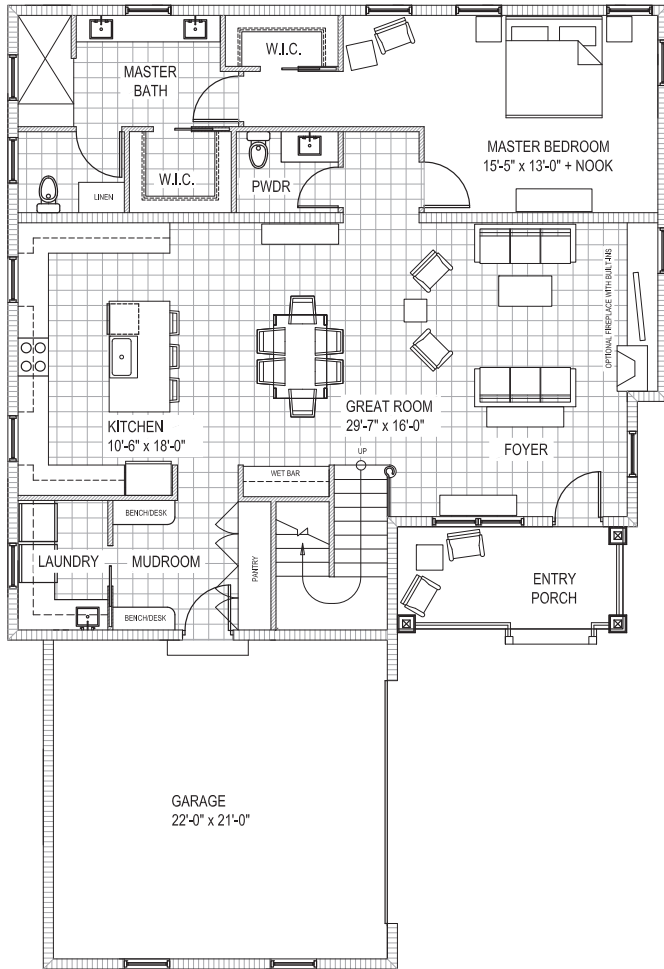 W.I.C.
MASTER
BATH
MASTER BEDROOM
15'-5" x 13'-0" + NOOK
W.I.C.
PWDR
LINEN
OPTIONAL FIREPLACE WITH BUILT-INS
GREAT ROOM
29'-7" x 16'-0"
KITCHEN
10'-6" x 18'-0"
FOYER
UP
WET BAR
BENCH/DESK
LAUNDRY
MUDROOM
PANTRY
ENTRY
PORCH
BENCH/DESK
GARAGE
22'-0" x 21'-0"